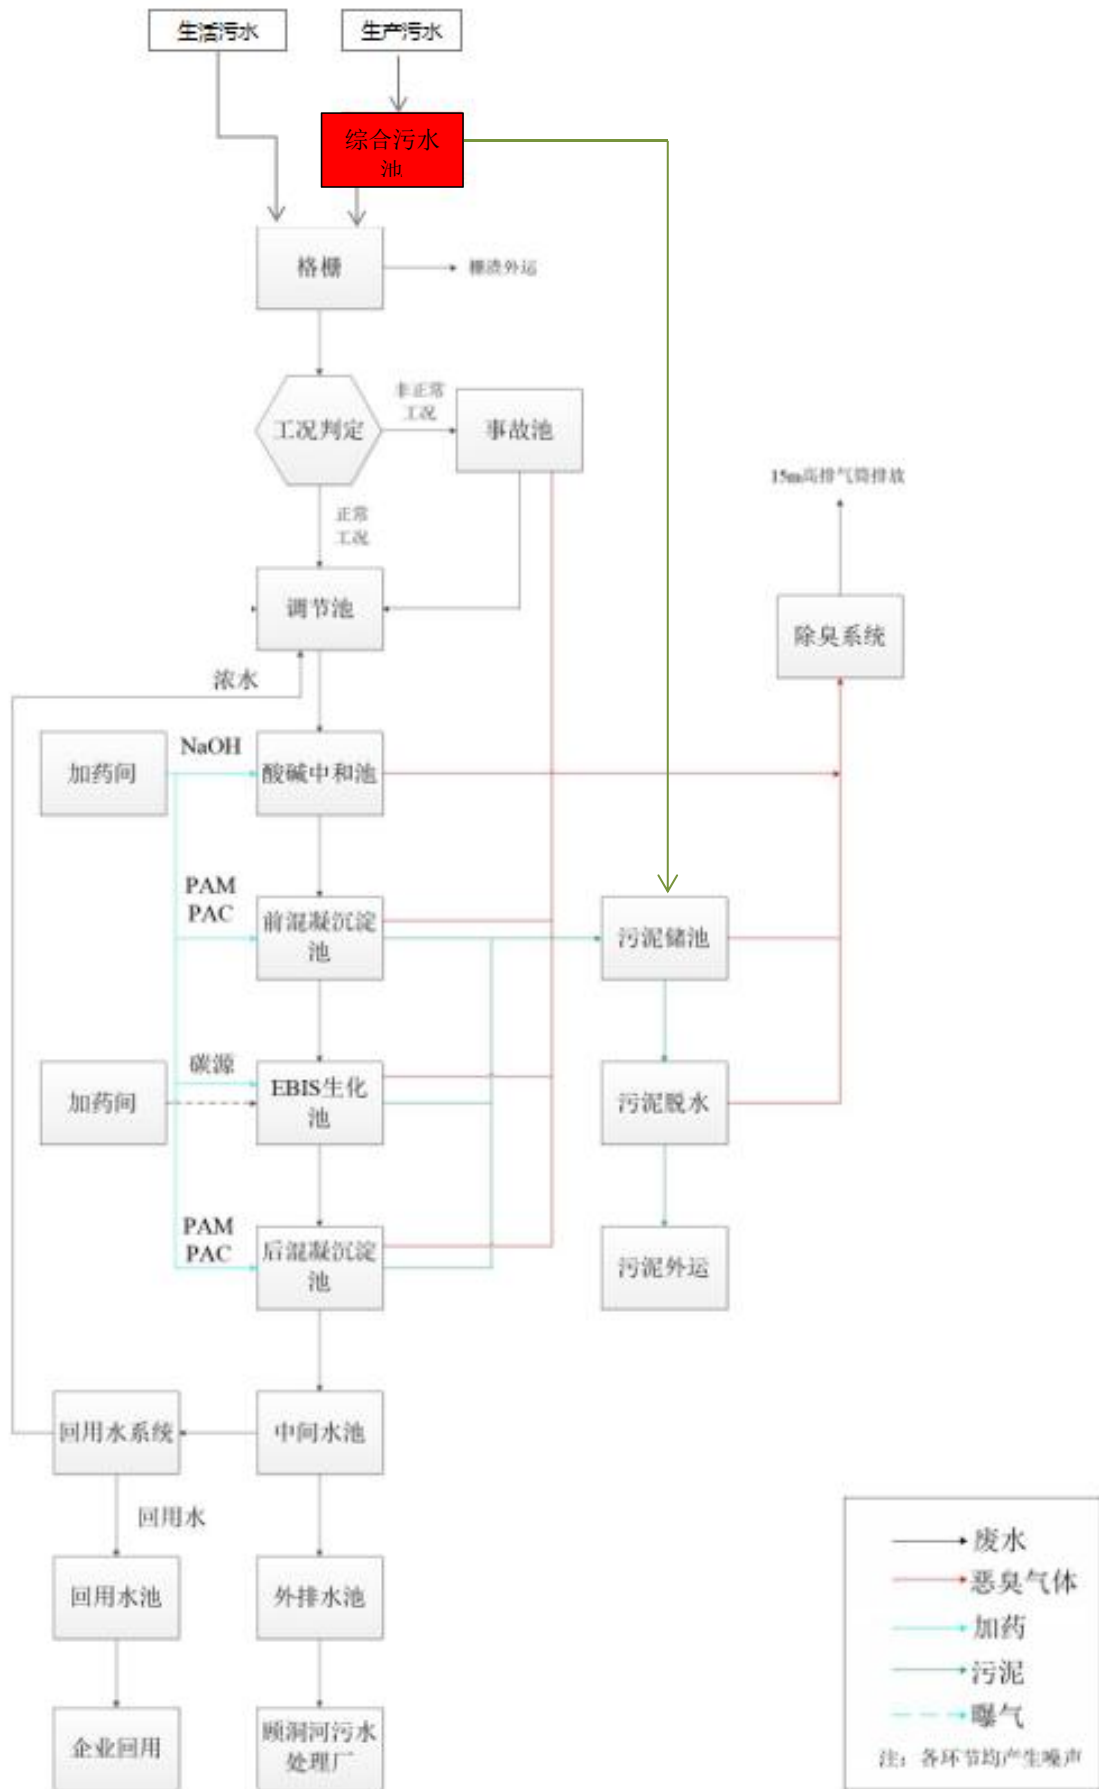 生活污水
生产污水
综合污水
池
格栅
栅渣外运
工况判定
非正常
工况
事故池
正常
工况
15m高排气筒排放
调节池
除臭系统
浓水
加药间
NaOH
酸碱中和池
PAM
PAC
前混凝沉淀
池
污泥储池
碳源
加药间
EBIS生化
池
污泥脱水
PAM
PAC
后混凝沉淀
池
污泥外运
回用水系统
中间水池
回用水
回用水池
外排水池
企业回用
顾洞河污水
处理厂
废水
恶臭气体
加药
污泥
曝气
注：各环节均产生噪声